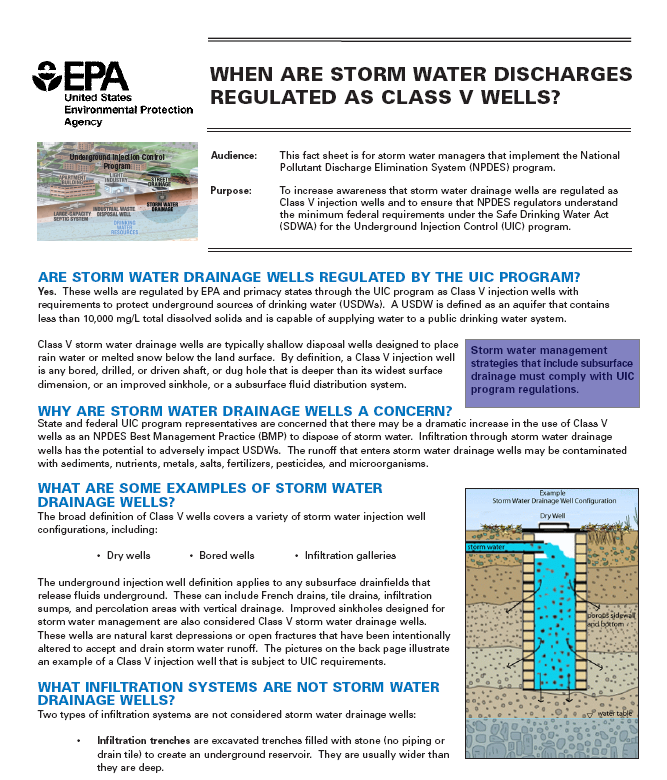 EPA
United States
Environmental Protection
Agency
WHEN ARE STORM WATER DISCHARGES
REGULATED AS CLASS V WELLS?
Underground Injection Control
Program
APARTMENT
BUILDING
LIGHT
INDUSTRY
STREET
DRAINAGE
STORM WATER
DRAINAGE
INDUSTRIAL WASTE
DISPOSAL WELL
LARGE-CAPACITY
SEPTIC SYSTEM
DRINKING
WATER
RESOURCES
Audience: This fact sheet is for storm water managers that implement the National
Pollutant Discharge Elimination System (NPDES) program.
Purpose: To increase awareness that storm water drainage wells are regulated as
Class V injection wells and to ensure that NPDES regulators understand
the minimum federal requirements under the Safe Drinking Water Act
(SDWA) for the Underground Injection Control (UIC) program.
ARE STORM WATER DRAINAGE WELLS REGULATED BY THE UIC PROGRAM?
Yes. These wells are regulated by EPA and primacy states through the UIC program as Class V injection wells with
requirements to protect underground sources of drinking water (USDWs). A USDW is defined as an aquifer that contains
less than 10,000 mg/L total dissolved solids and is capable of supplying water to a public drinking water system.
Class V storm water drainage wells are typically shallow disposal wells designed to place
rain water or melted snow below the land surface. By definition, a Class V injection well
is any bored, drilled, or driven shaft, or dug hole that is deeper than its widest surface
dimension, or an improved sinkhole, or a subsurface fluid distribution system.
Storm water management
strategies that include subsurface
drainage must comply with UIC
program regulations.
WHY ARE STORM WATER DRAINAGE WELLS A CONCERN?
State and federal UIC program representatives are concerned that there may be a dramatic increase in the use of Class V
wells as an NPDES Best Management Practice (BMP) to dispose of storm water. Infiltration through storm water drainage
wells has the potential to adversely impact USDWs. The runoff that enters storm water drainage wells may be contaminated
with sediments, nutrients, metals, salts, fertilizers, pesticides, and microorganisms.
WHAT ARE SOME EXAMPLES OF STORM WATER
DRAINAGE WELLS?
The broad definition of Class V wells covers a variety of storm water injection well
configurations, including:
• Dry wells • Bored wells • Infiltration galleries
The underground injection well definition applies to any subsurface drainfields that
release fluids underground. These can include French drains, tile drains, infiltration
sumps, and percolation areas with vertical drainage. Improved sinkholes designed for
storm water management are also considered Class V storm water drainage wells.
These wells are natural karst depressions or open fractures that have been intentionally
altered to accept and drain storm water runoff. The pictures on the back page illustrate
an example of a Class V injection well that is subject to UIC requirements.
Example
Storm Water Drainage Well Configuration
Dry Well
storm water
porous sidewall
and bottom
water table
WHAT INFILTRATION SYSTEMS ARE NOT STORM WATER
DRAINAGE WELLS?
Two types of infiltration systems are not considered storm water drainage wells:
• Infiltration trenches are excavated trenches filled with stone (no piping or
drain tile) to create an underground reservoir. They are usually wider than
they are deep.